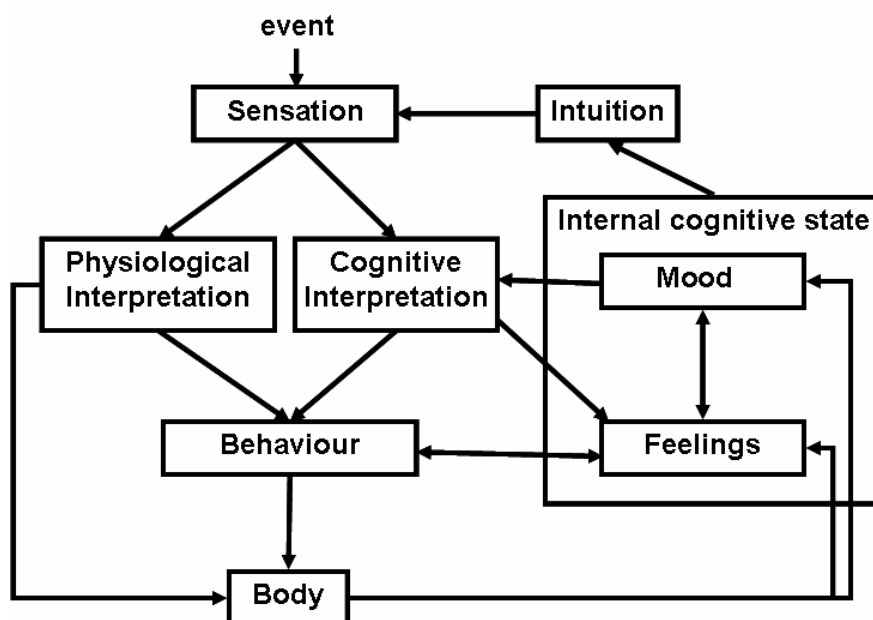 event
Sensation
Intuition
Internal cognitive state
Physiological
Interpretation
Cognitive
Interpretation
Mood
Behaviour
Feelings
Body